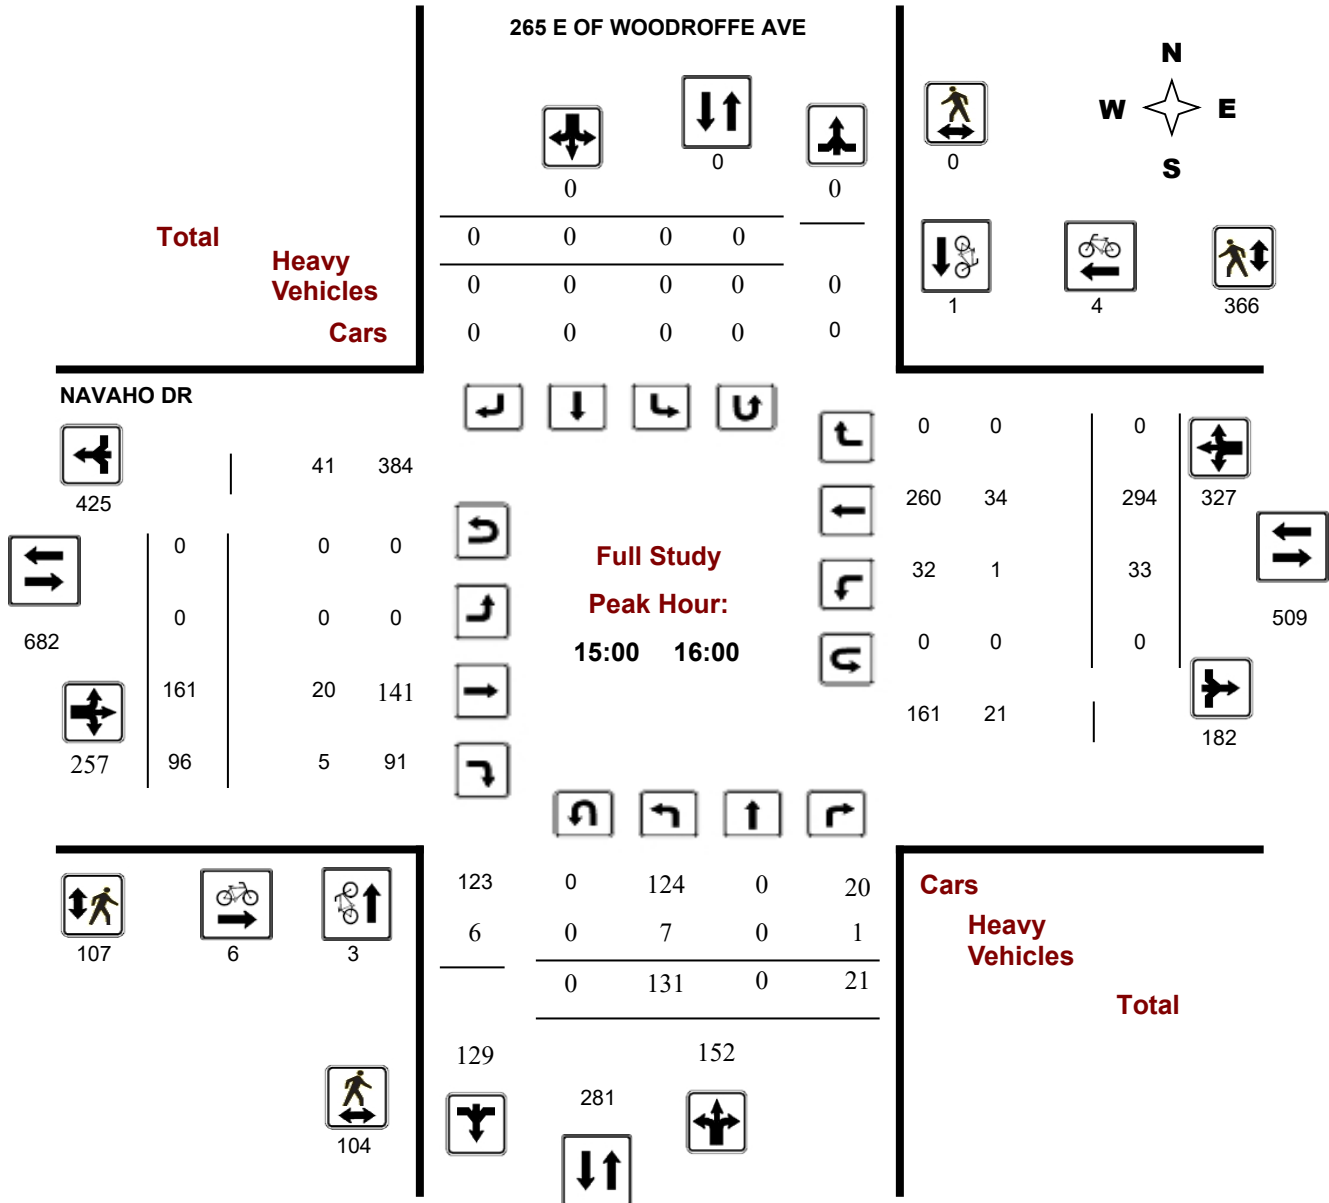 265 E OF WOODROFFE AVE
N
W E
S
0
0
0 0
0
Total
0 0 0 0
Heavy
Vehicles
0 0 0 0 0
1 4 366
Cars
0 0 0 0 0
NAVAHO DR
0 0 0
41 384
425
260 34 294 327
0 0 0
Full Study
32 1 33
Peak Hour:
0 0 0
509
682
15:00 16:00
0 0 0
161 20 141
161 21
182
257 96 5 91
123 0 124 0 20
Cars
6 0 7 0 1
Heavy
Vehicles
107 6 3
0 131 0 21
Total
129 152
281
104